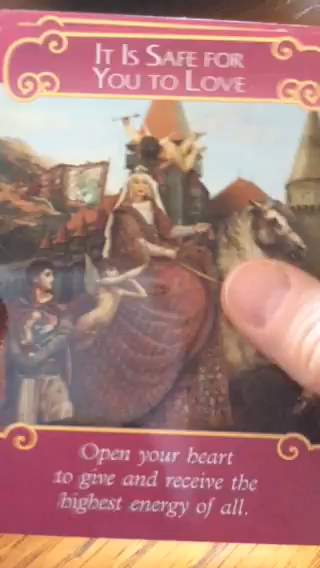 It Is Safe for
You to Love
Open your heart
to give and receive the
highest energy of all.